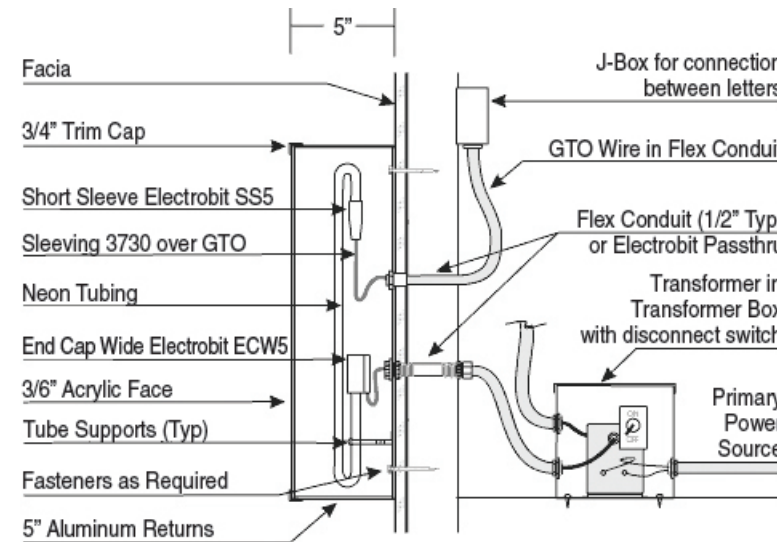 5"
Facia
3/4" Trim Cap
Short Sleeve Electrobit SS5
Sleeving 3730 over GTO
Neon Tubing
End Cap Wide Electrobit ECW5
3/6" Acrylic Face
Tube Supports (Typ)
Fasteners as Required
5" Aluminum Returns
J-Box for connection
between letters
GTO Wire in Flex Condui
Flex Conduit (1/2" Typ
or Electrobit Passthru
Transformer in
Transformer Box
with disconnect switch
Primary
Power
Source
ON
OFF